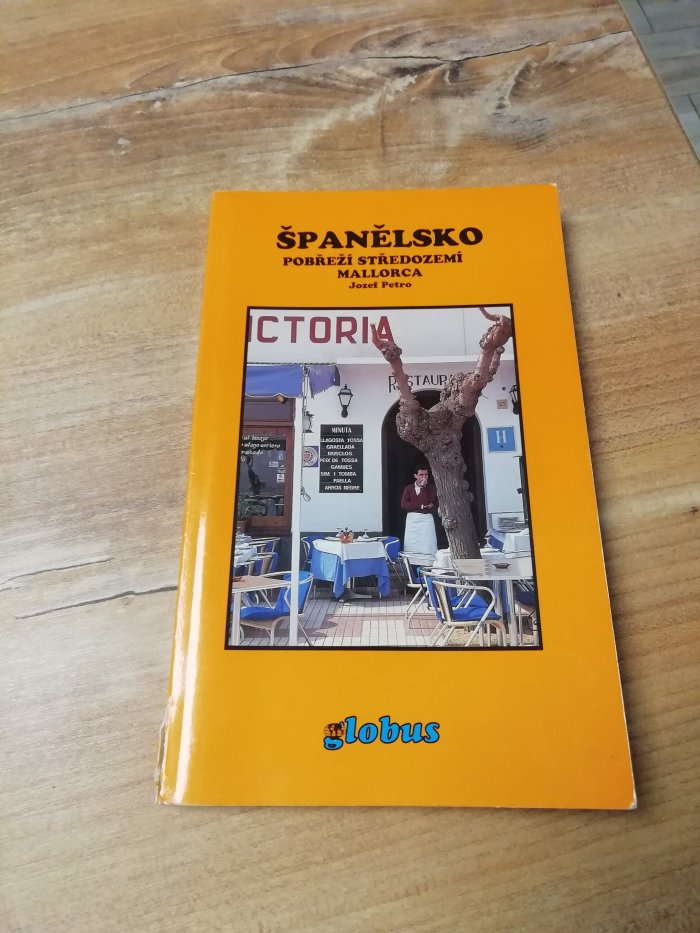 ŠPANĚLSKO
POBŘEŽÍ STŘEDOZEMÍ
MALLORCA
Jozef Petro
ICTORIA
RESTAURA
MINUTA
LLAGOSTA TOSSA
GRAELLADA
MUSCLOS
PEIX DE TOSSA
GAMBES
SIM I TOMBA
PAELLA
ARROS NEGRE
H
globus